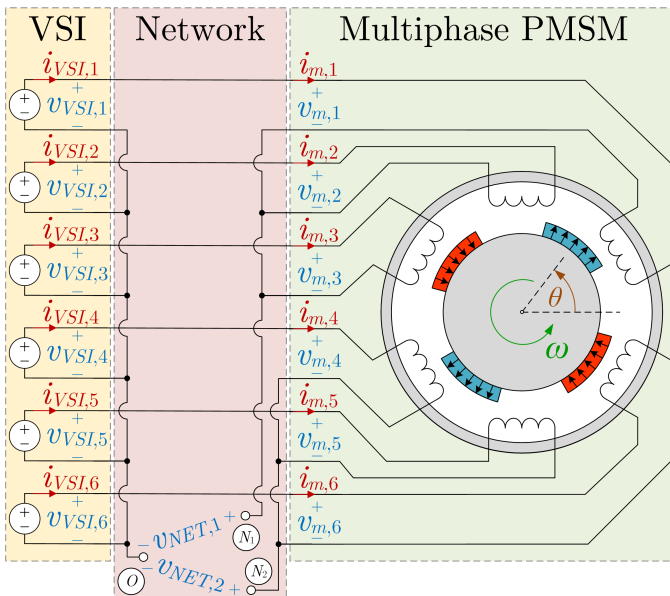 VSI Network Multiphase PMSM
i_{VSI,1} i_{m,1}
+ +
+ − v_{VSI,1} v_{m,1}
− −
i_{VSI,2} i_{m,2}
+ +
+ − v_{VSI,2} v_{m,2}
− −
i_{VSI,3} i_{m,3}
+ +
+ − v_{VSI,3} v_{m,3} θ
− −
i_{VSI,4} i_{m,4}
+ +
+ − v_{VSI,4} v_{m,4} ω
− −
i_{VSI,5} i_{m,5}
+ +
+ − v_{VSI,5} v_{m,5}
− −
i_{VSI,6} i_{m,6}
+ +
+ − v_{VSI,6} v_{m,6}
− −
− v_{NET,1} + N_1
− v_{NET,2} + N_2
O